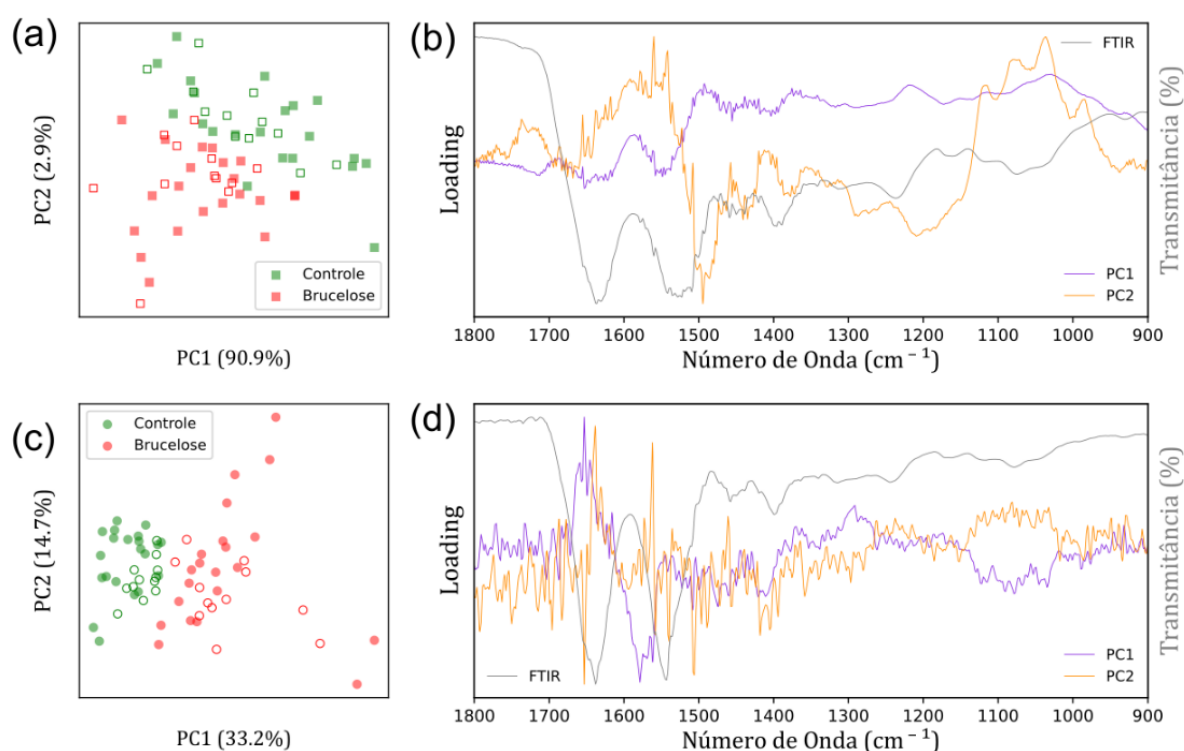 (a)
PC2 (2.9%)
Controle
Brucelose
PC1 (90.9%)
(b)
Loading
FTIR
PC1
PC2
Transmitância (%)
1800 1700 1600 1500 1400 1300 1200 1100 1000 900
Número de Onda (cm⁻¹)
(c)
PC2 (14.7%)
Controle
Brucelose
PC1 (33.2%)
(d)
Loading
FTIR
PC1
PC2
Transmitância (%)
1800 1700 1600 1500 1400 1300 1200 1100 1000 900
Número de Onda (cm⁻¹)